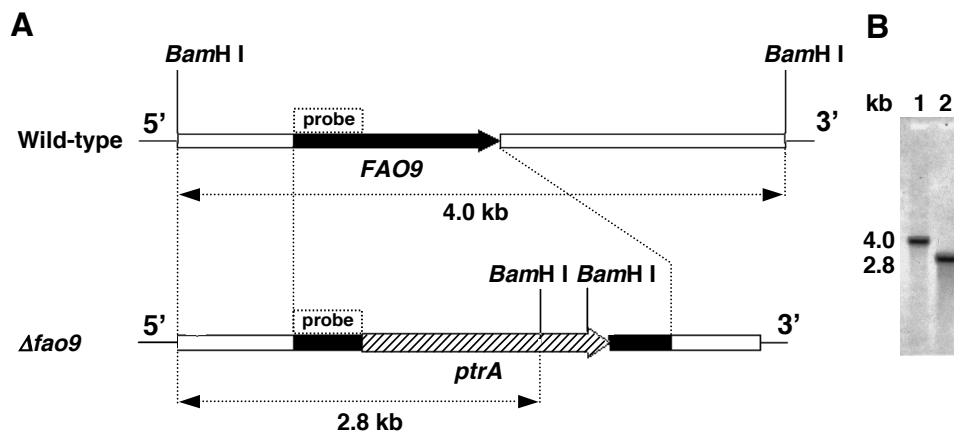 A
BamH I
BamH I
5'
probe
3'
Wild-type
FAO9
4.0 kb
BamH I
BamH I
5'
probe
3'
Δfao9
ptrA
2.8 kb
B
kb
1
2
4.0
2.8